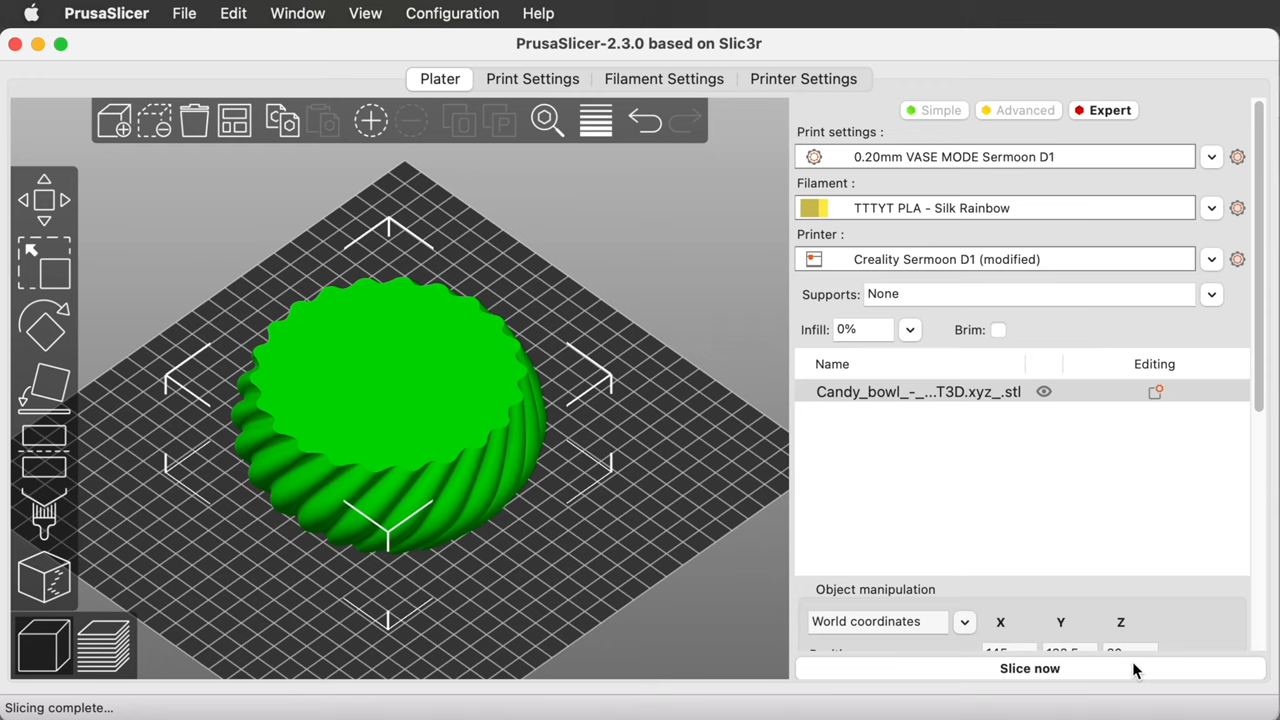 PrusaSlicer File Edit Window View Configuration Help
PrusaSlicer-2.3.0 based on Slic3r
Plater Print Settings Filament Settings Printer Settings
Simple Advanced Expert
Print settings :
0.20mm VASE MODE Sermoon D1
Filament :
TTTYT PLA - Silk Rainbow
Printer :
Creality Sermoon D1 (modified)
Supports: None
Infill: 0% Brim:
Name Editing
Candy_bowl_-_...T3D.xyz_.stl
Object manipulation
World coordinates X Y Z
Slice now
Slicing complete...